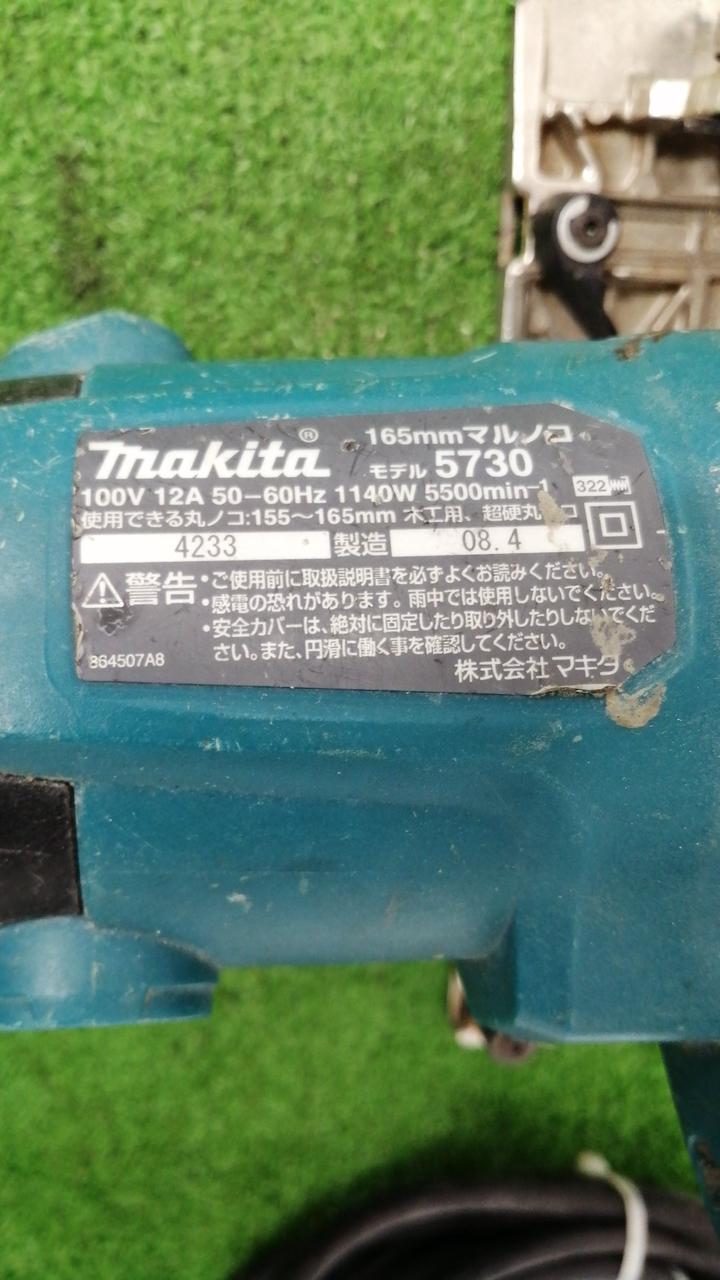 165mmマルノコ
makita® モデル 5730
100V 12A 50-60Hz 1140W 5500min-1 322
使用できる丸ノコ:155~165mm 木工用、超硬丸 コ
4233 製造 08.4
警告・ご使用前に取扱説明書を必ずよくお読みください。
・感電の恐れがあります。雨中では使用しないでください。
・安全カバーは、絶対に固定したり取り外したりしないでくだ
さい。また、円滑に働く事を確認してください。
864507A8 株式会社 マキタ